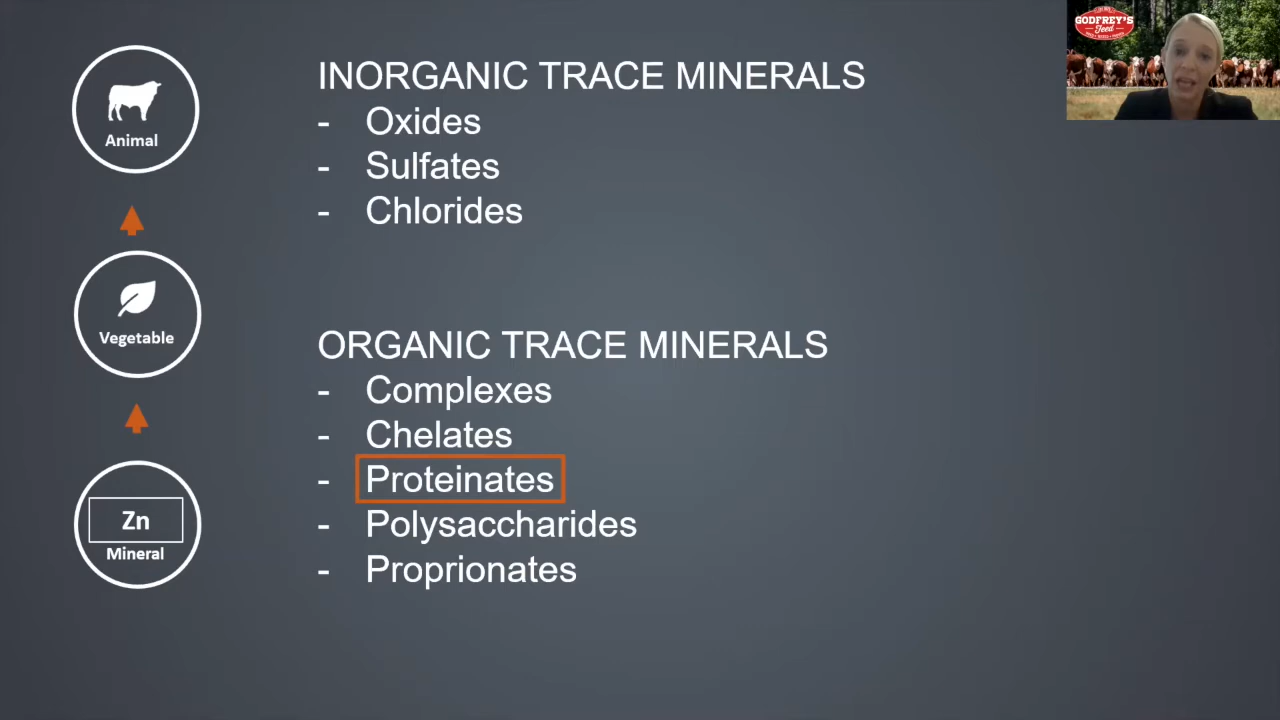 Animal
Vegetable
Zn
Mineral
INORGANIC TRACE MINERALS
- Oxides
- Sulfates
- Chlorides
ORGANIC TRACE MINERALS
- Complexes
- Chelates
- Proteinates
- Polysaccharides
- Proprionates
GODFREY'S
Feed